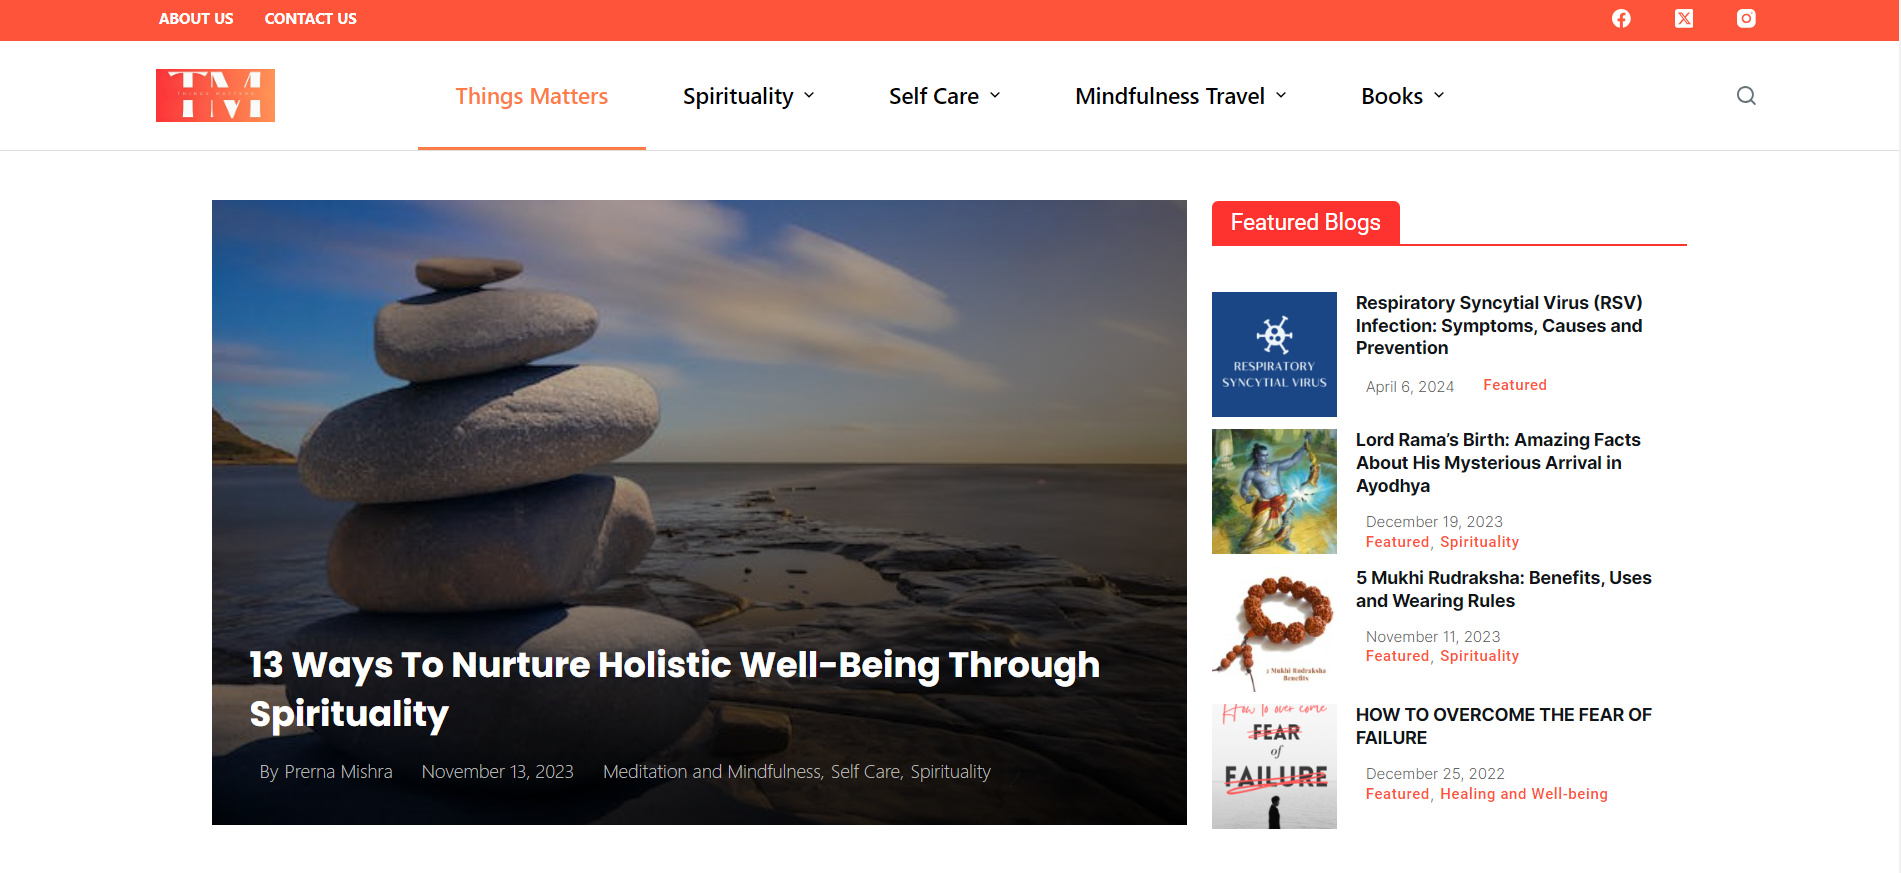 ABOUT US CONTACT US
TM
THINGS MATTERS
TM
Things Matters Spirituality Self Care Mindfulness Travel Books
13 Ways To Nurture Holistic Well-Being Through
Spirituality
By Prerna Mishra November 13, 2023 Meditation and Mindfulness, Self Care, Spirituality
Featured Blogs
RESPIRATORY
SYNCYTIAL VIRUS
Respiratory Syncytial Virus (RSV)
Infection: Symptoms, Causes and
Prevention
April 6, 2024 Featured
Lord Rama’s Birth: Amazing Facts
About His Mysterious Arrival in
Ayodhya
December 19, 2023
Featured, Spirituality
5 Mukhi Rudraksha
Benefits
5 Mukhi Rudraksha: Benefits, Uses
and Wearing Rules
November 11, 2023
Featured, Spirituality
How to over come
FEAR
of
FAILURE
HOW TO OVERCOME THE FEAR OF
FAILURE
December 25, 2022
Featured, Healing and Well-being